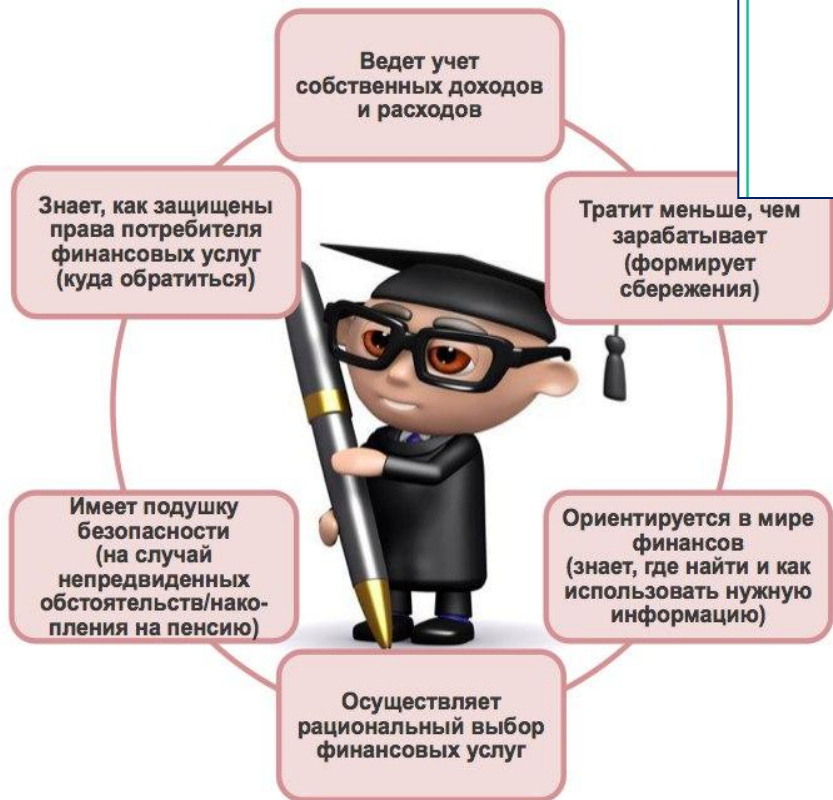 Ведет учет
собственных доходов
и расходов
Тратит меньше, чем
зарабатывает
(формирует
сбережения)
Ориентируется в мире
финансов
(знает, где найти и как
использовать нужную
информацию)
Осуществляет
рациональный выбор
финансовых услуг
Имеет подушку
безопасности
(на случай
непредвиденных
обстоятельств/нако-
пления на пенсию)
Знает, как защищены
права потребителя
финансовых услуг
(куда обратиться)